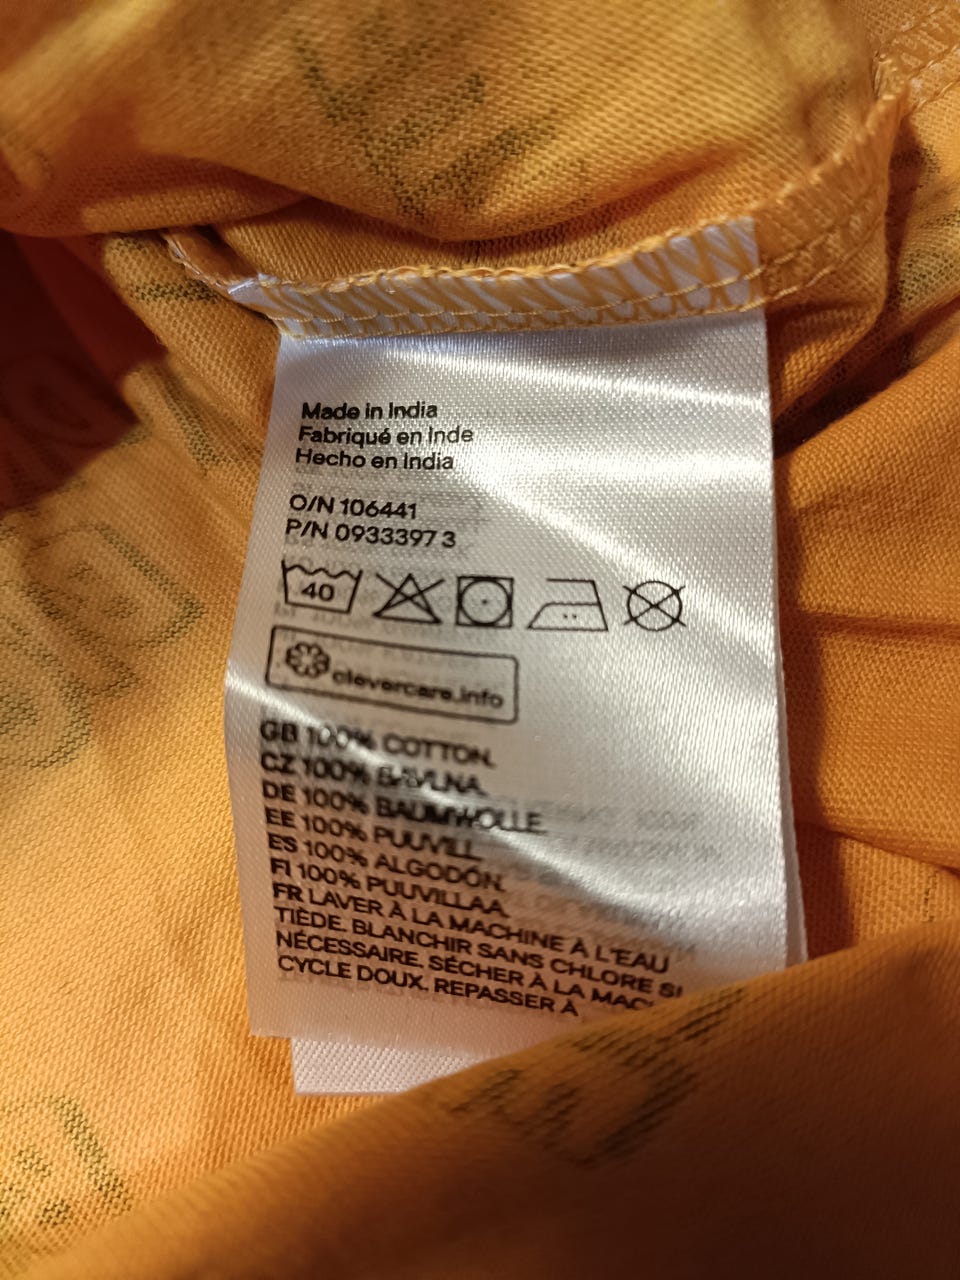 Made in India
Fabriqué en Inde
Hecho en India
O/N 106441
P/N 0933397 3
40
clevercare.info
GB 100% COTTON.
CZ 100% BAVLNA.
DE 100% BAUMWOLLE.
EE 100% PUUVILL.
ES 100% ALGODÓN.
FI 100% PUUVILLAA.
FR LAVER À LA MACHINE À L'EAU
TIÈDE. BLANCHIR SANS CHLORE SI
NÉCESSAIRE. SÉCHER À LA
CYCLE DOUX. REPASSER À